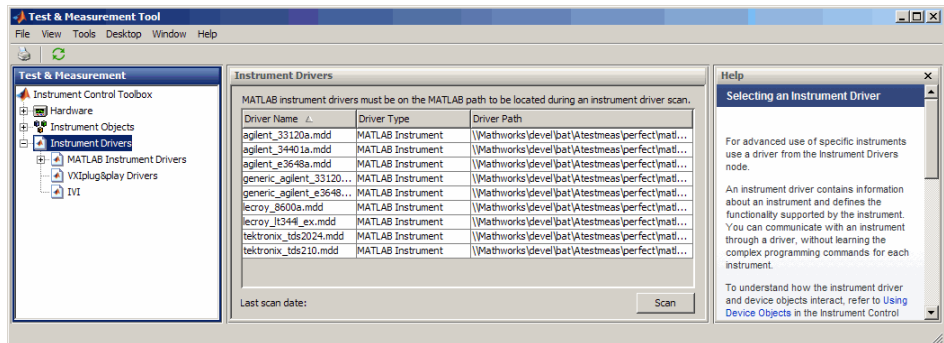 Test & Measurement Tool
File View Tools Desktop Window Help
Test & Measurement
Instrument Control Toolbox
Hardware
Instrument Objects
Instrument Drivers
MATLAB Instrument Drivers
VXIplug&play Drivers
IVI
Instrument Drivers
MATLAB instrument drivers must be on the MATLAB path to be located during an instrument driver scan.
Driver Name Driver Type Driver Path
agilent_33120a.mdd MATLAB Instrument \\Mathworks\devel\bat\Atestmeas\perfect\matl...
agilent_34401a.mdd MATLAB Instrument \\Mathworks\devel\bat\Atestmeas\perfect\matl...
agilent_e3648a.mdd MATLAB Instrument \\Mathworks\devel\bat\Atestmeas\perfect\matl...
generic_agilent_33120... MATLAB Instrument \\Mathworks\devel\bat\Atestmeas\perfect\matl...
generic_agilent_e3648... MATLAB Instrument \\Mathworks\devel\bat\Atestmeas\perfect\matl...
lecroy_8600a.mdd MATLAB Instrument \\Mathworks\devel\bat\Atestmeas\perfect\matl...
lecroy_lt344l_ex.mdd MATLAB Instrument \\Mathworks\devel\bat\Atestmeas\perfect\matl...
tektronix_tds2024.mdd MATLAB Instrument \\Mathworks\devel\bat\Atestmeas\perfect\matl...
tektronix_tds210.mdd MATLAB Instrument \\Mathworks\devel\bat\Atestmeas\perfect\matl...
Last scan date:
Scan
Help
Selecting an Instrument Driver
For advanced use of specific instruments
use a driver from the Instrument Drivers
node.
An instrument driver contains information
about an instrument and defines the
functionality supported by the instrument.
You can communicate with an instrument
through a driver, without learning the
complex programming commands for each
instrument.
To understand how the instrument driver
and device objects interact, refer to Using
Device Objects in the Instrument Control